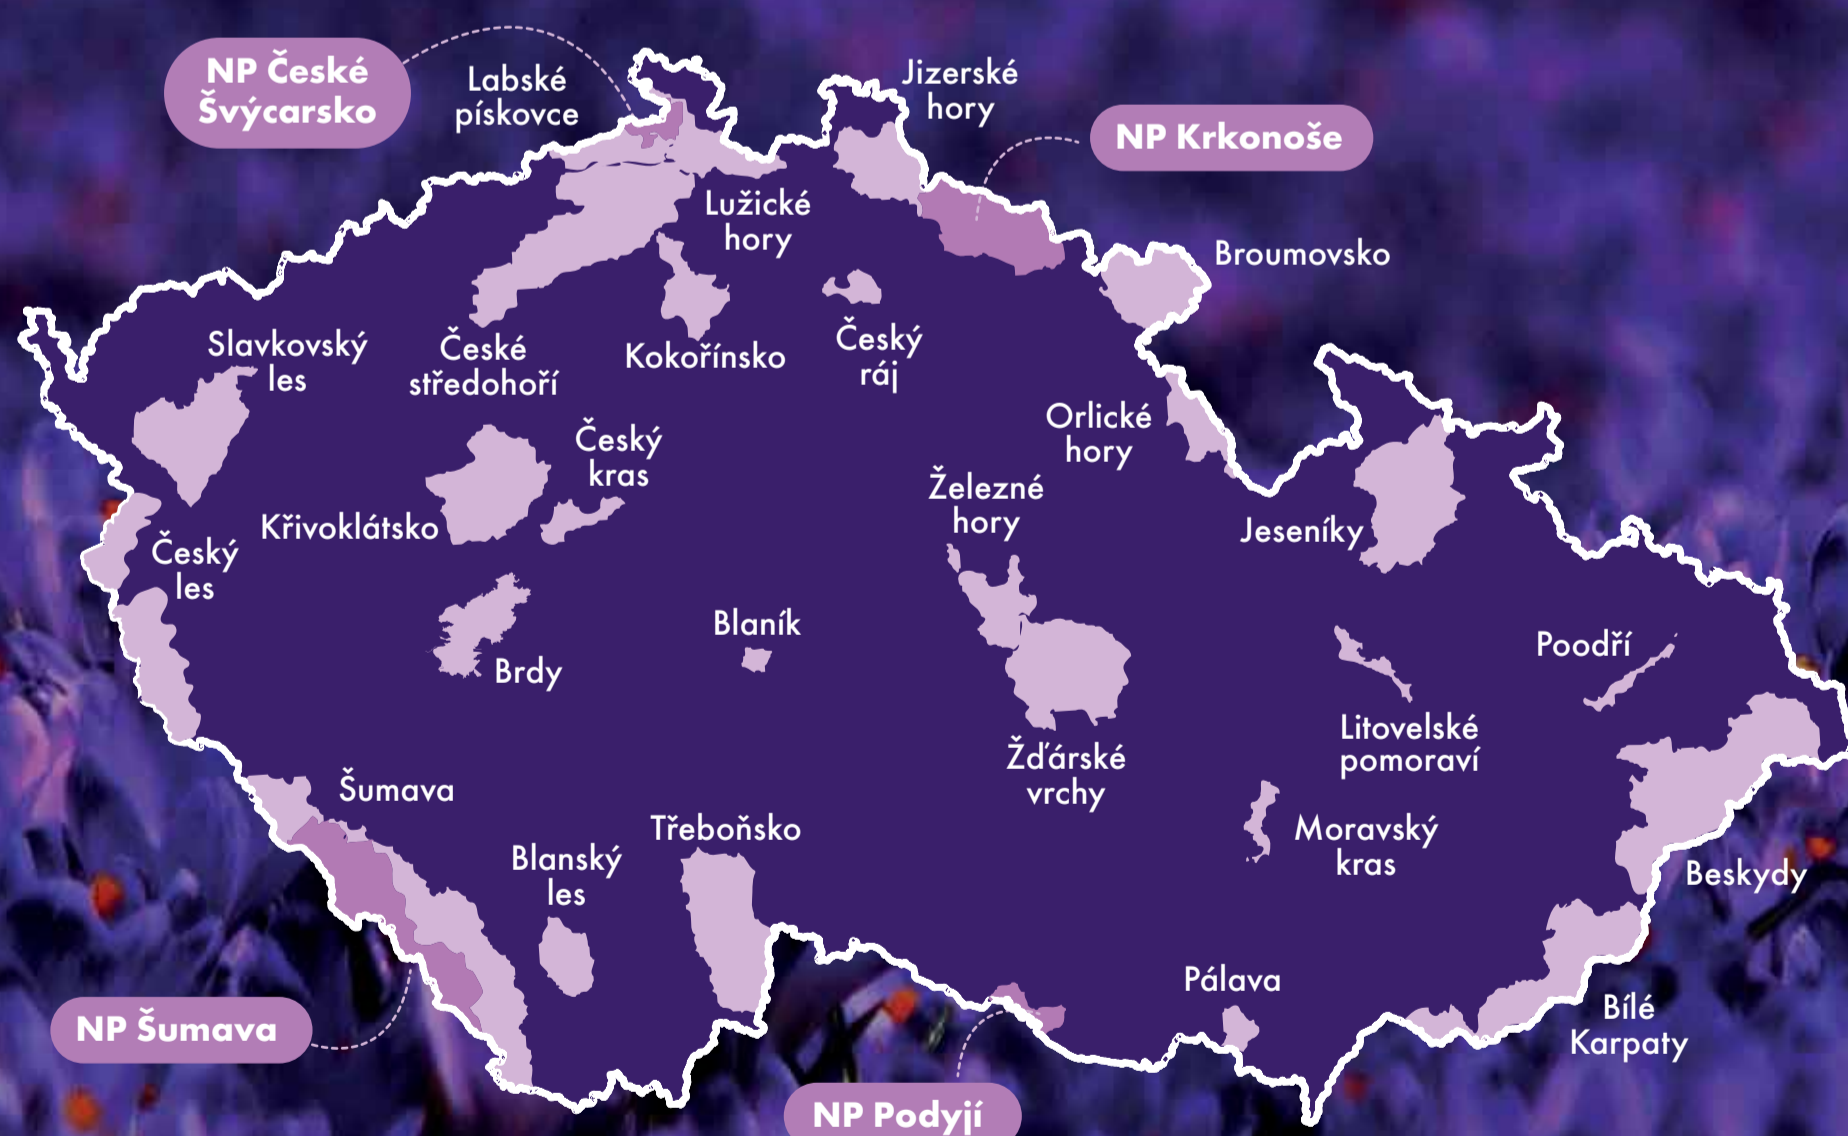 NP České
Švýcarsko
Labské
pískovce
Jizerské
hory
NP Krkonoše
Lužické
hory
Broumovsko
Slavkovský
les
České
středohoří
Kokořínsko
Český
ráj
Orlické
hory
Český
kras
Železné
hory
Křivoklátsko
Jeseníky
Český
les
Blaník
Poodří
Brdy
Litovelské
pomoraví
Žďárské
vrchy
Šumava
Třeboňsko
Moravský
kras
Blanský
les
Beskydy
Pálava
NP Šumava
Bílé
Karpaty
NP Podyjí